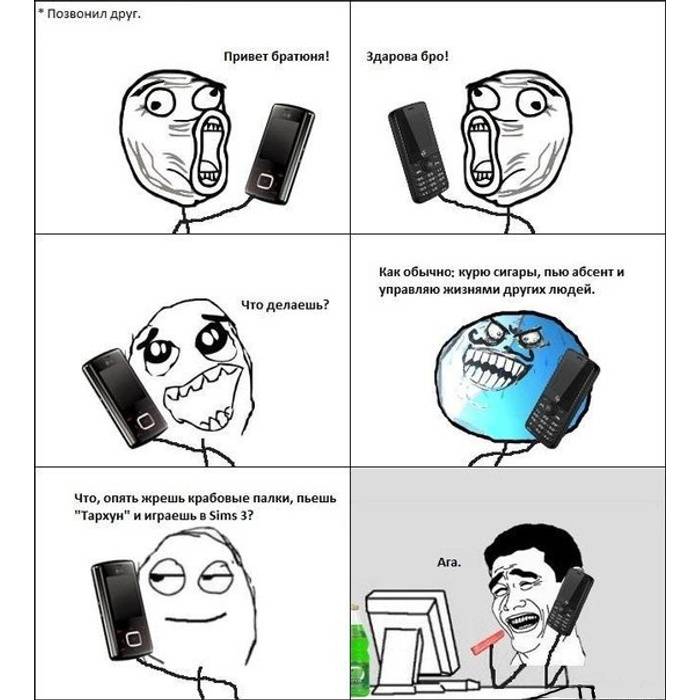 * Позвонил друг.
Привет братюня!
Здарова бро!
Что делаешь?
Как обычно: курю сигары, пью абсент и
управляю жизнями других людей.
Что, опять жрешь крабовые палки, пьешь
"Тархун" и играешь в Sims 3?
Ага.